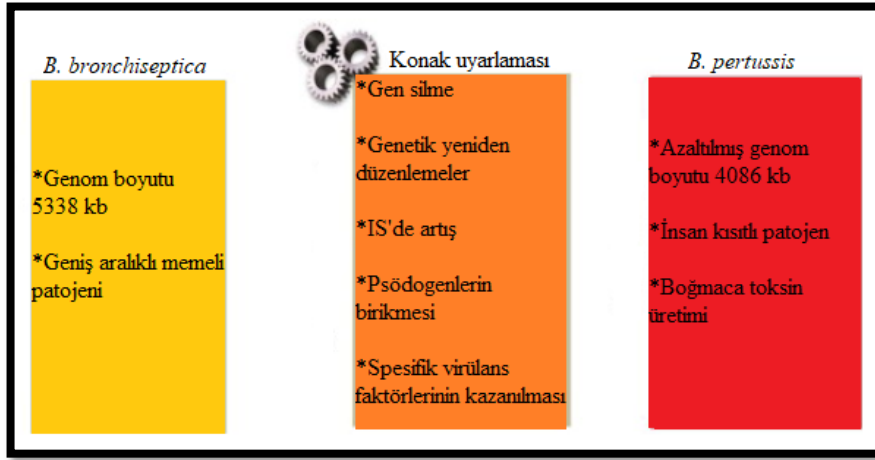 B. bronchiseptica
*Genom boyutu
5338 kb
*Geniş aralıklı memeli
patojeni
Konak uyarlaması
*Gen silme
*Genetik yeniden
düzenlemeler
*IS'de artış
*Psödogenlerin
birikmesi
*Spesifik virülans
faktörlerinin kazanılması
B. pertussis
*Azaltılmış genom
boyutu 4086 kb
*İnsan kısıtlı patojen
*Boğmaca toksin
üretimi